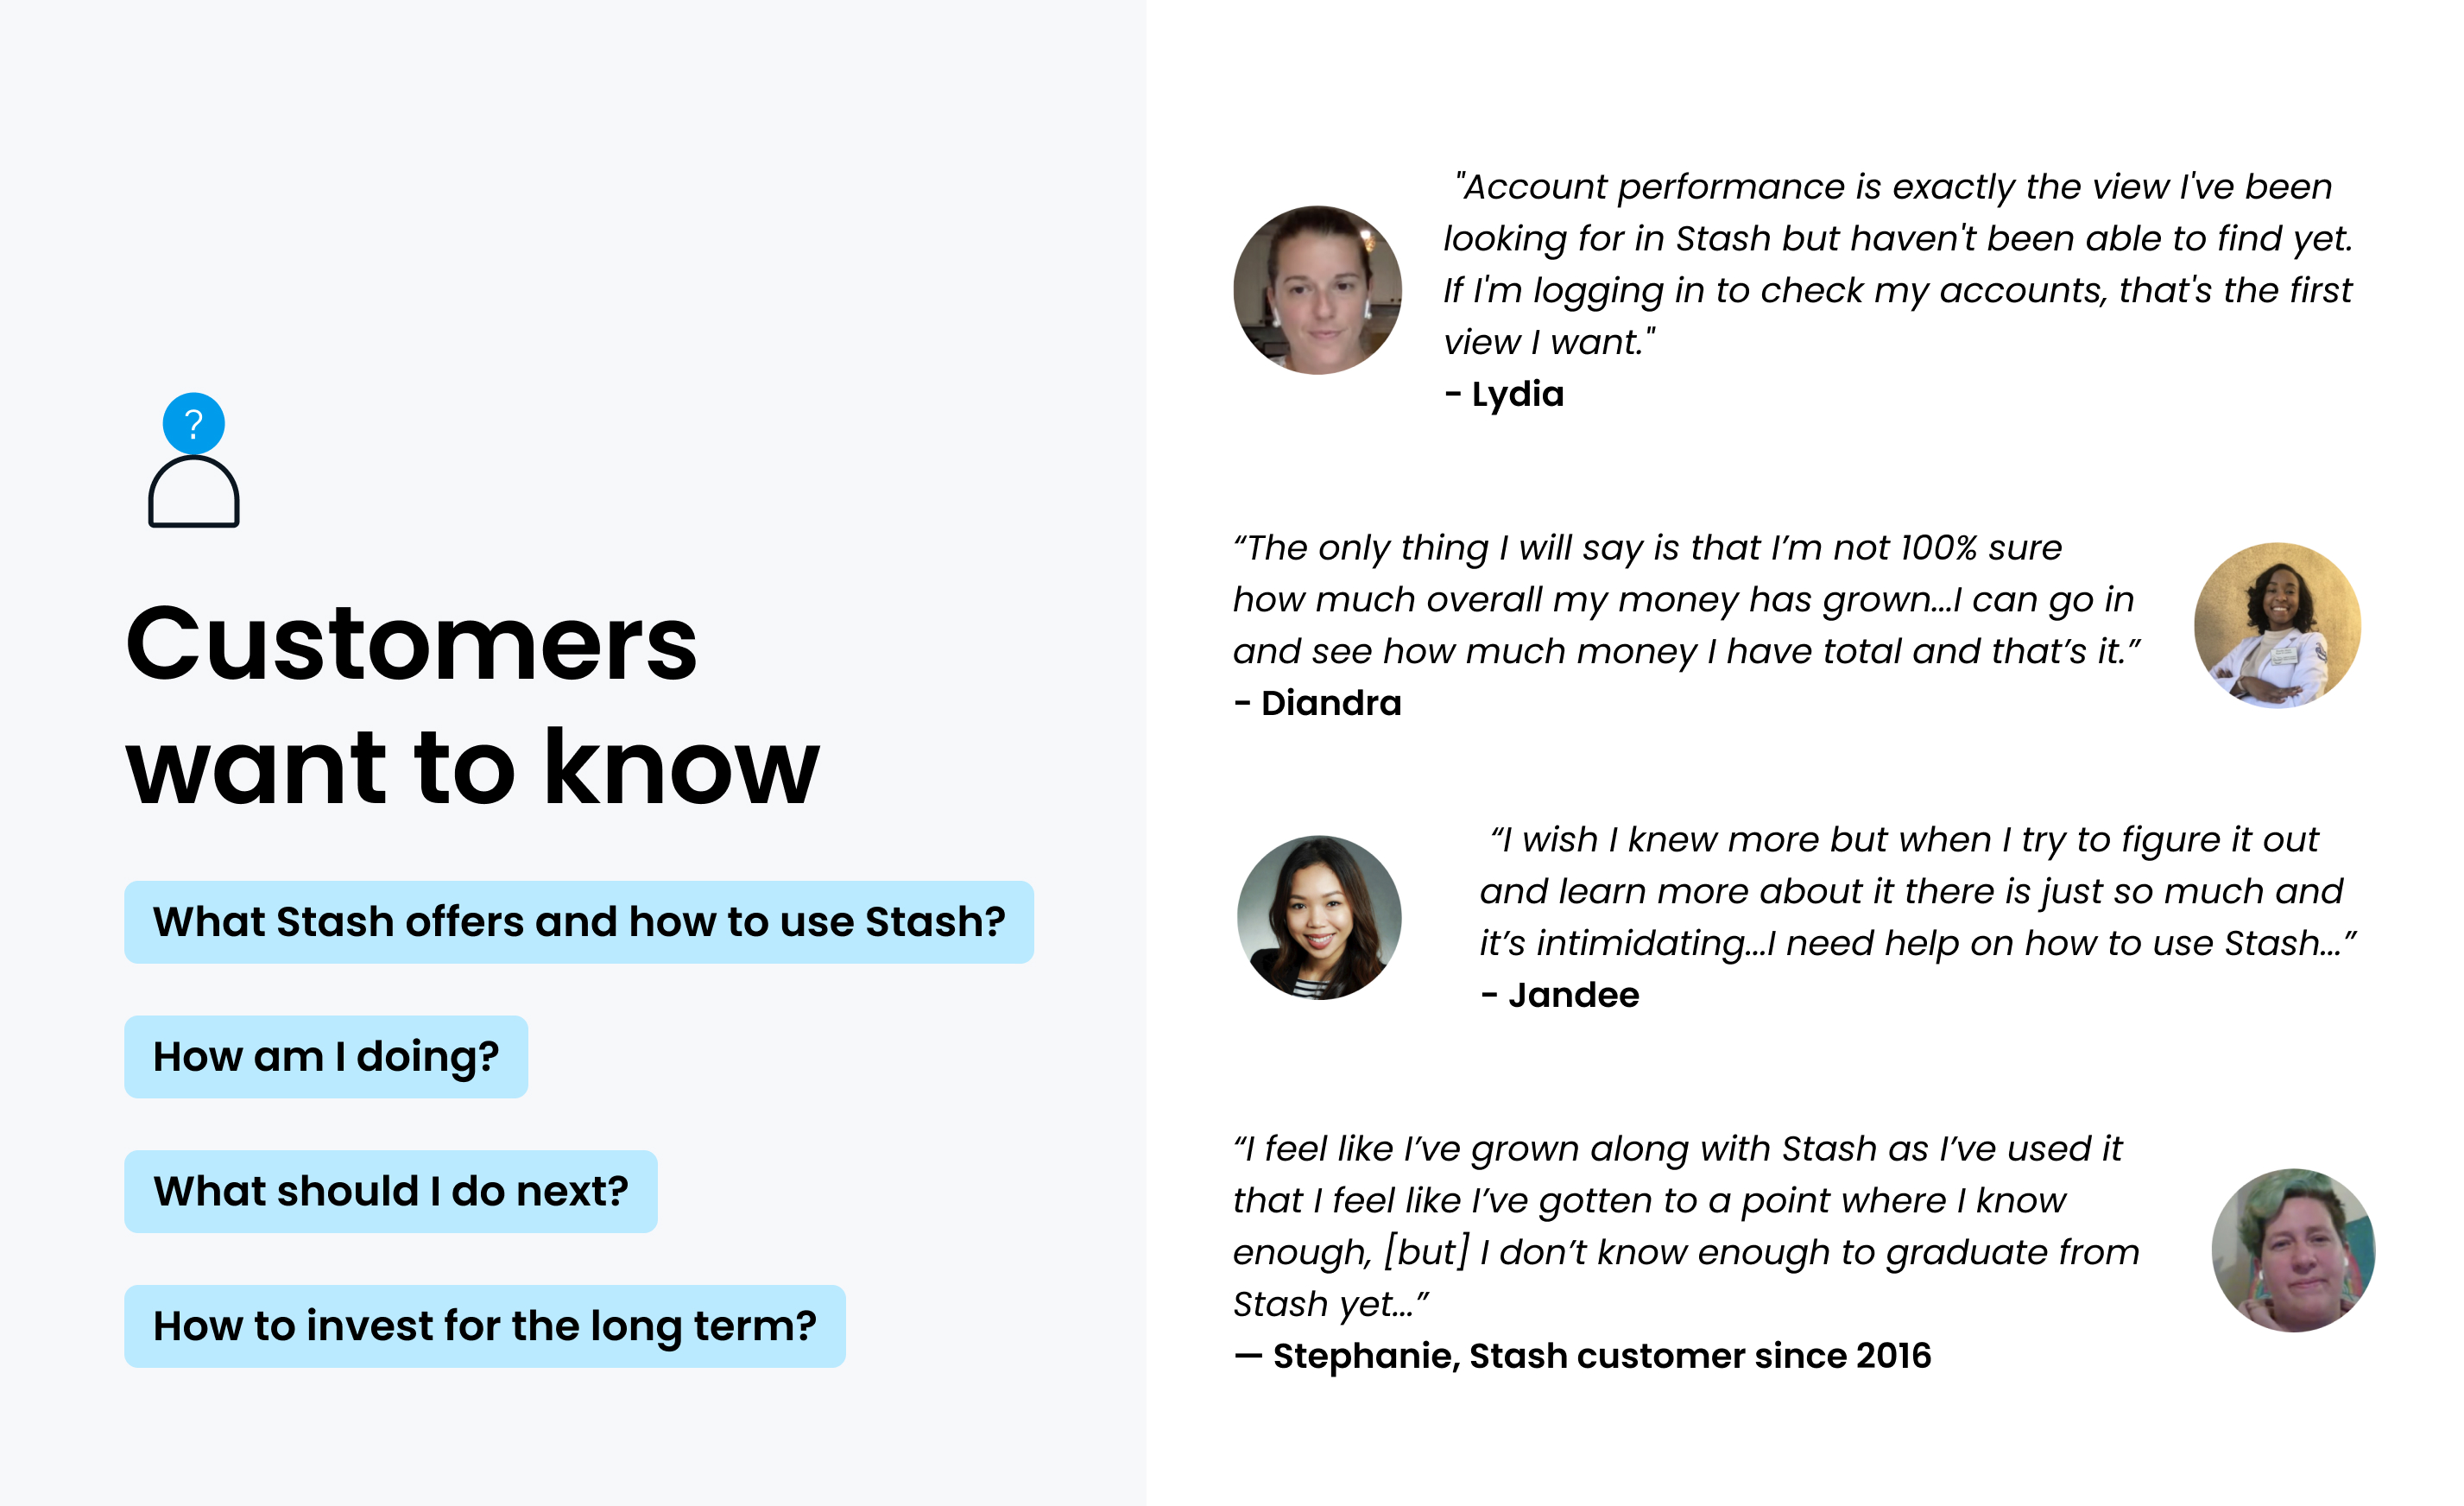 ?
Customers
want to know
What Stash offers and how to use Stash?
How am I doing?
What should I do next?
How to invest for the long term?
"Account performance is exactly the view I've been
looking for in Stash but haven't been able to find yet.
If I'm logging in to check my accounts, that's the first
view I want."
- Lydia
“The only thing I will say is that I’m not 100% sure
how much overall my money has grown...I can go in
and see how much money I have total and that’s it.”
- Diandra
“I wish I knew more but when I try to figure it out
and learn more about it there is just so much and
it’s intimidating...I need help on how to use Stash...”
- Jandee
“I feel like I’ve grown along with Stash as I’ve used it
that I feel like I’ve gotten to a point where I know
enough, [but] I don’t know enough to graduate from
Stash yet...”
— Stephanie, Stash customer since 2016